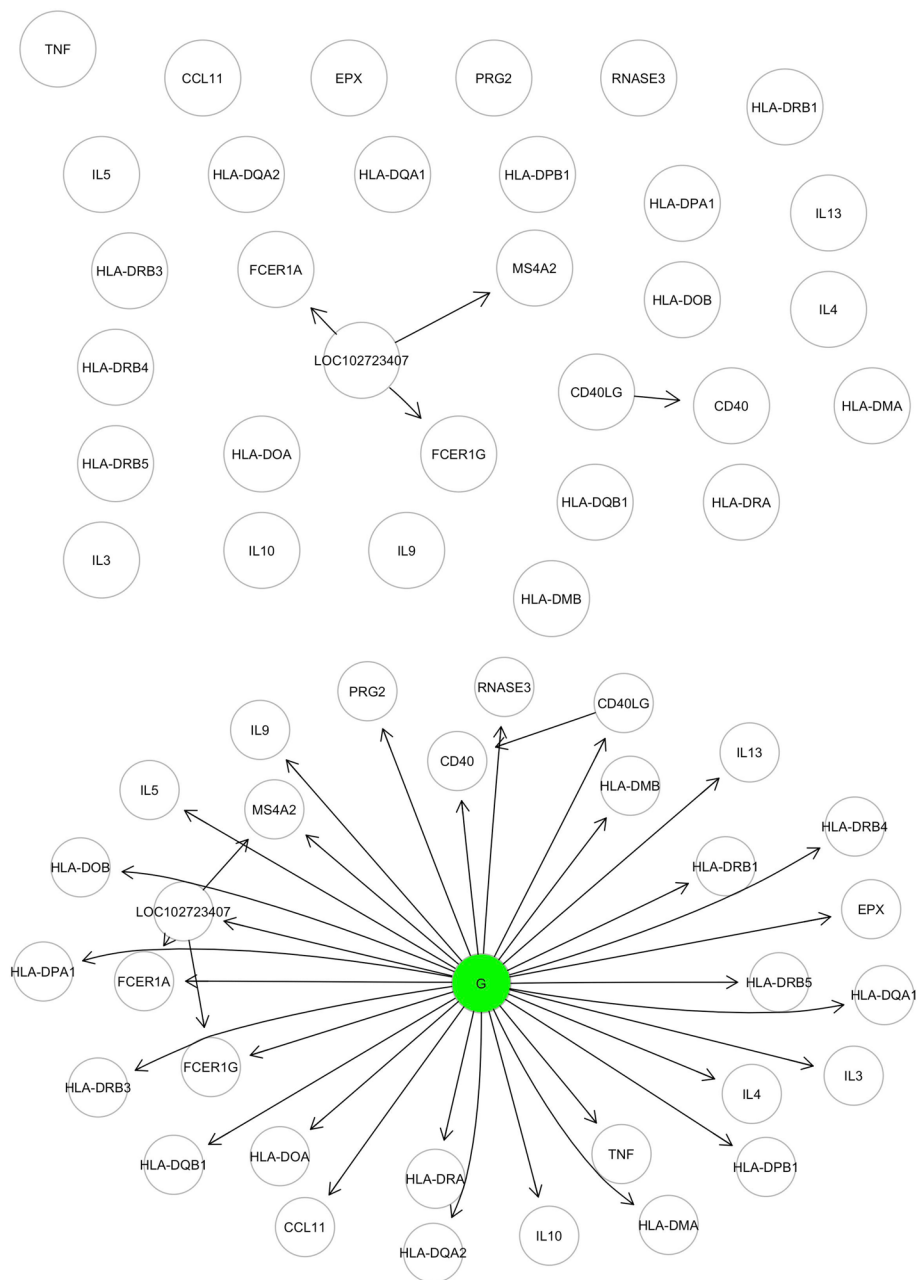 TNF
CCL11
EPX
PRG2
RNASE3
HLA-DRB1
IL5
HLA-DQA2
HLA-DQA1
HLA-DPB1
HLA-DPA1
IL13
HLA-DRB3
FCER1A
MS4A2
HLA-DOB
IL4
HLA-DRB4
LOC102723407
CD40LG
CD40
HLA-DMA
HLA-DRB5
HLA-DOA
FCER1G
HLA-DQB1
HLA-DRA
IL3
IL10
IL9
HLA-DMB
PRG2
RNASE3
CD40LG
IL9
CD40
IL13
HLA-DMB
IL5
MS4A2
HLA-DRB4
HLA-DOB
HLA-DRB1
LOC102723407
EPX
HLA-DPA1
FCER1A
G
HLA-DRB5
HLA-DQA1
HLA-DRB3
FCER1G
IL4
IL3
HLA-DQB1
HLA-DOA
HLA-DRA
TNF
HLA-DPB1
CCL11
HLA-DQA2
IL10
HLA-DMA